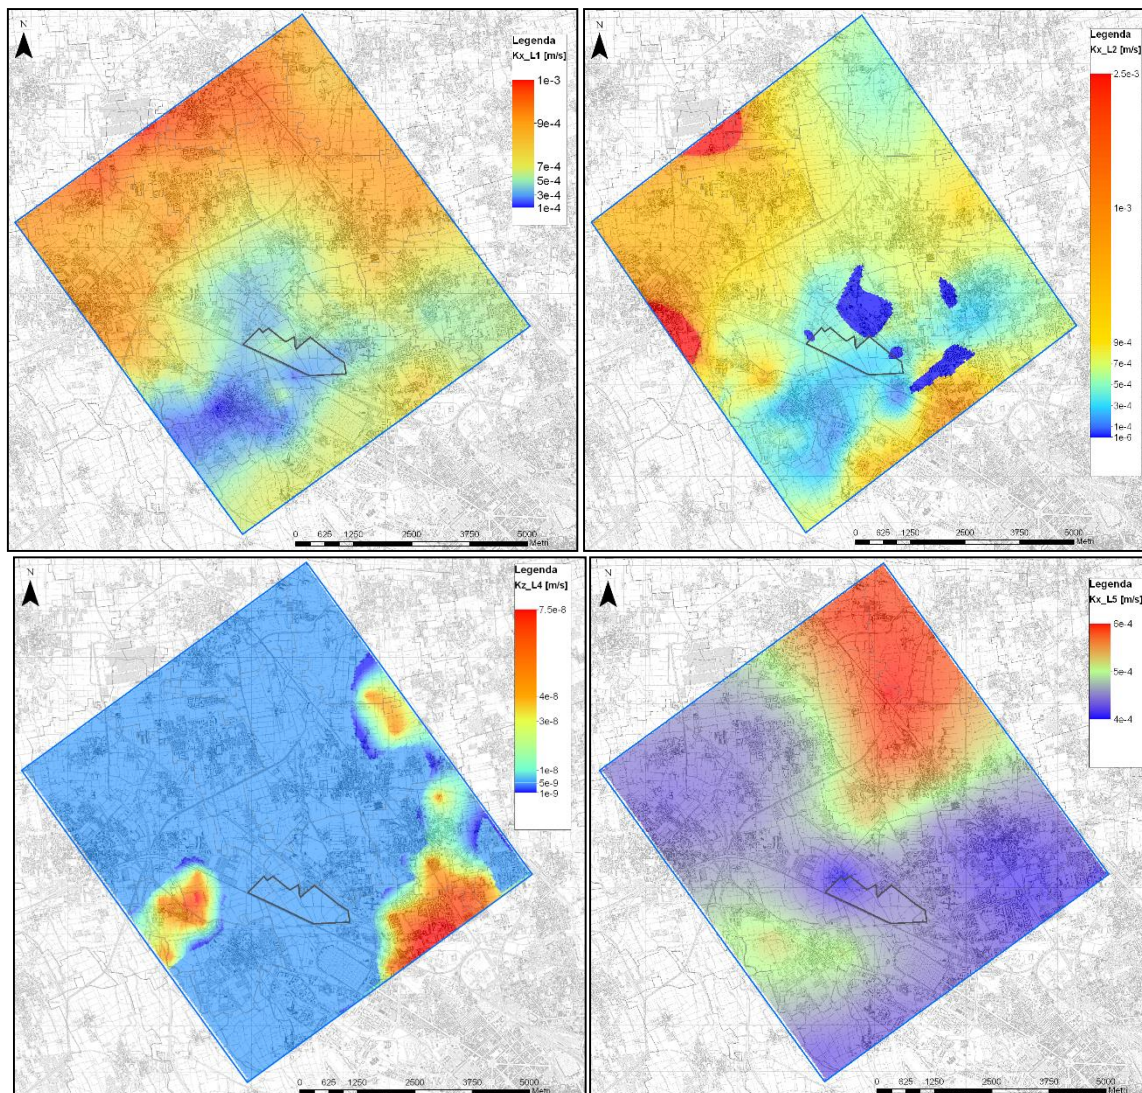 N
Legenda
Kx_L1 [m/s]
1e-3
9e-4
7e-4
5e-4
3e-4
1e-4
0 625 1250 2500 3750 5000
Metri
N
Legenda
Kx_L2 [m/s]
2.5e-3
1e-3
9e-4
7e-4
5e-4
3e-4
1e-4
1e-6
0 625 1250 2500 3750 5000
Metri
N
Legenda
Kz_L4 [m/s]
7.5e-8
4e-8
3e-8
1e-8
5e-9
1e-9
0 625 1250 2500 3750 5000
Metri
N
Legenda
Kx_L5 [m/s]
6e-4
5e-4
4e-4
0 625 1250 2500 3750 5000
Metri